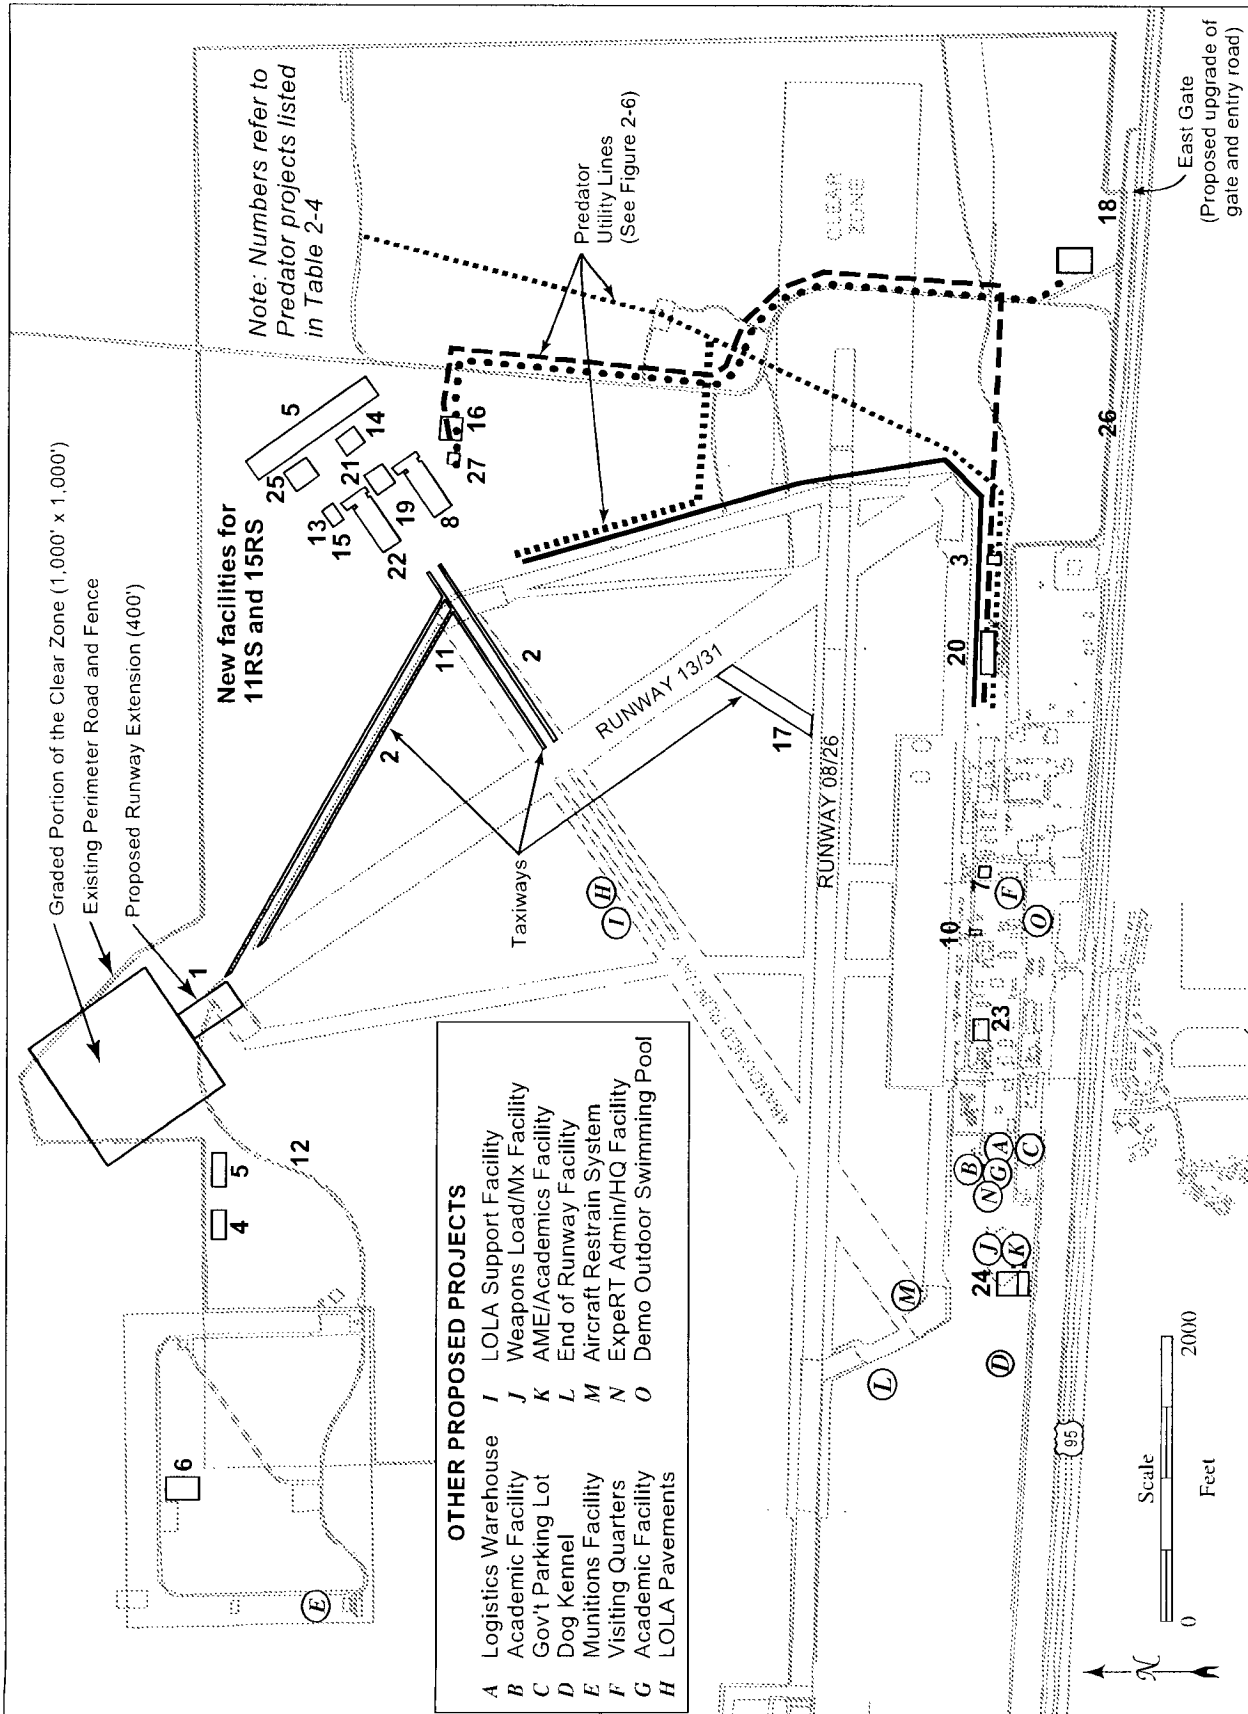 Graded Portion of the Clear Zone (1,000' x 1,000')
Existing Perimeter Road and Fence
Proposed Runway Extension (400')
Note: Numbers refer to
Predator projects listed
in Table 2-4
New facilities for
11RS and 15RS
1
2
2
3
4
5
5
6
7
8
10
11
12
13
14
15
16
17
18
19
20
21
22
23
24
25
26
27
Predator
Utility Lines
(See Figure 2-6)
CLEAR
ZONE
Taxiways
RUNWAY 13/31
RUNWAY 08/26
ABANDONED RUNWAY
East Gate
(Proposed upgrade of
gate and entry road)
A
B
C
D
E
F
G
H
I
J
K
L
M
N
O
OTHER PROPOSED PROJECTS
A Logistics Warehouse
B Academic Facility
C Gov't Parking Lot
D Dog Kennel
E Munitions Facility
F Visiting Quarters
G Academic Facility
H LOLA Pavements
I LOLA Support Facility
J Weapons Load/Mx Facility
K AME/Academics Facility
L End of Runway Facility
M Aircraft Restrain System
N ExpeRT Admin/HQ Facility
O Demo Outdoor Swimming Pool
95
Scale
0 2000
Feet
N